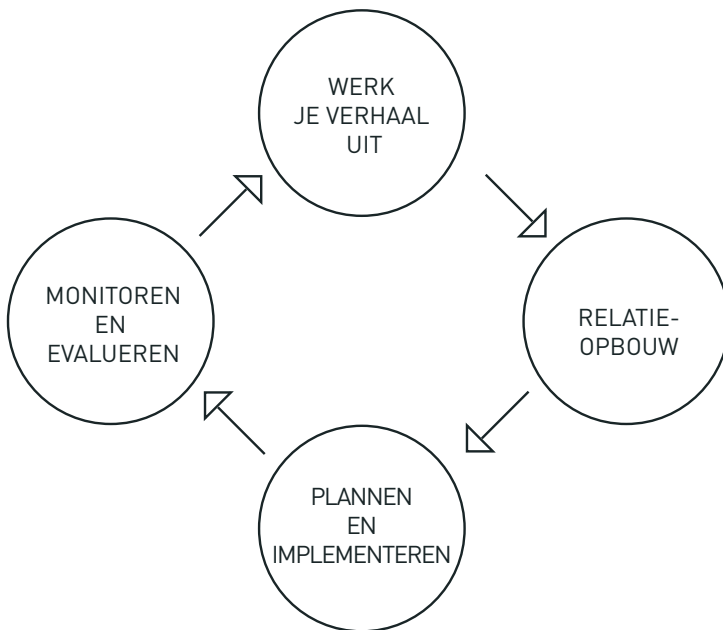 WERK
JE VERHAAL
UIT
RELATIE-
OPBOUW
PLANNEN
EN
IMPLEMENTEREN
MONITOREN
EN
EVALUEREN